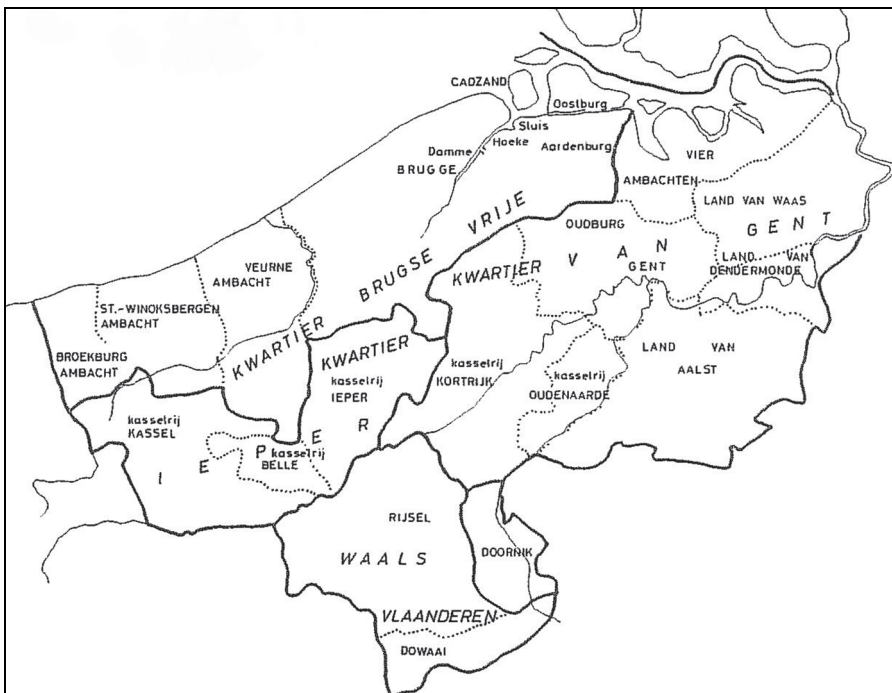 CADZAND
Oostburg
Sluis
Hoeke
Damme
Aardenburg
BRUGGE
VIER
AMBACHTEN
LAND VAN WAAS
GENT
OUDBURG
BRUGSE VRIJE
VEURNE
AMBACHT
KWARTIER
VAN
GENT
LAND VAN
DENDERMONDE
ST.-WINOKSBERGEN
AMBACHT
BROEKBURG
AMBACHT
KWARTIER
KWARTIER
kasselrij
IEPER
kasselrij
KORTRIJK
kasselrij
OUDENAARDE
LAND VAN
AALST
kasselrij
KASSEL
kasselrij
BELLE
IEPER
RIJSEL
WAALS
DOORNIK
VLAANDEREN
DOWAAI